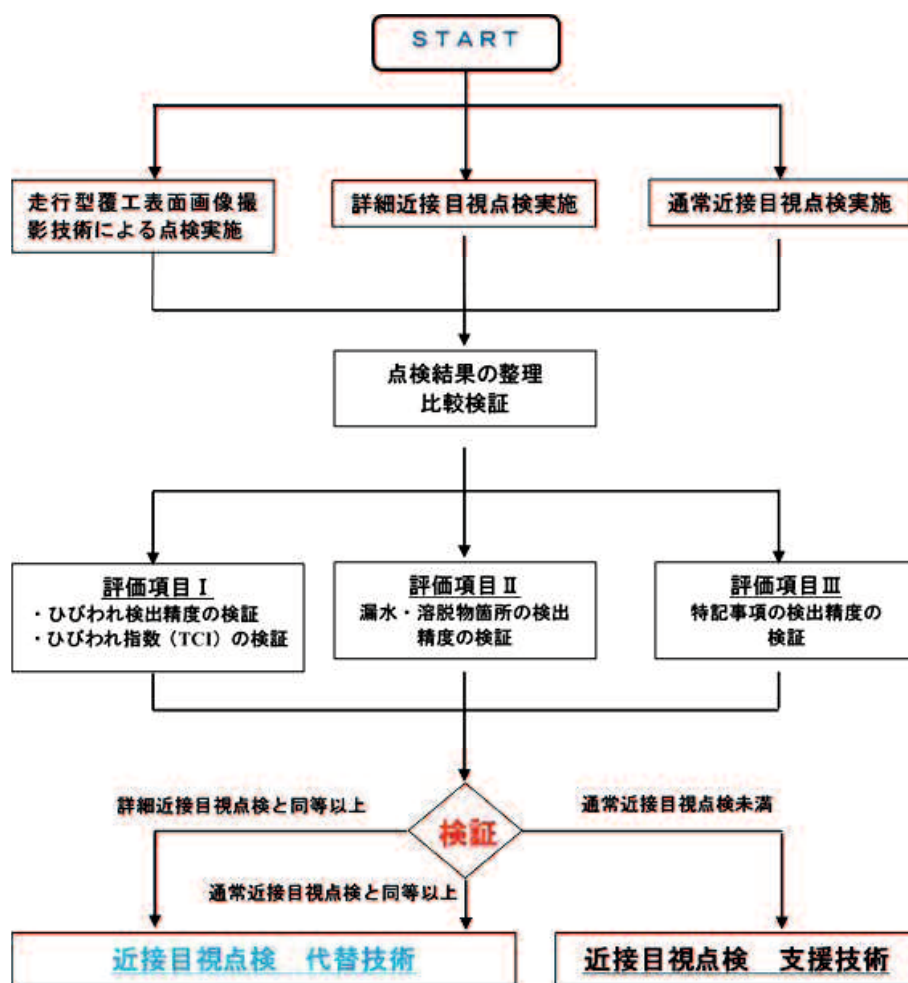 START
走行型覆工表面画像撮
影技術による点検実施
詳細近接目視点検実施
通常近接目視点検実施
点検結果の整理
比較検証
評価項目Ⅰ
・ひびわれ検出精度の検証
・ひびわれ指数（TCI）の検証
評価項目Ⅱ
漏水・溶脱物箇所の検出
精度の検証
評価項目Ⅲ
特記事項の検出精度の
検証
詳細近接目視点検と同等以上
通常近接目視点検未満
検証
通常近接目視点検と同等以上
近接目視点検　代替技術
近接目視点検　支援技術